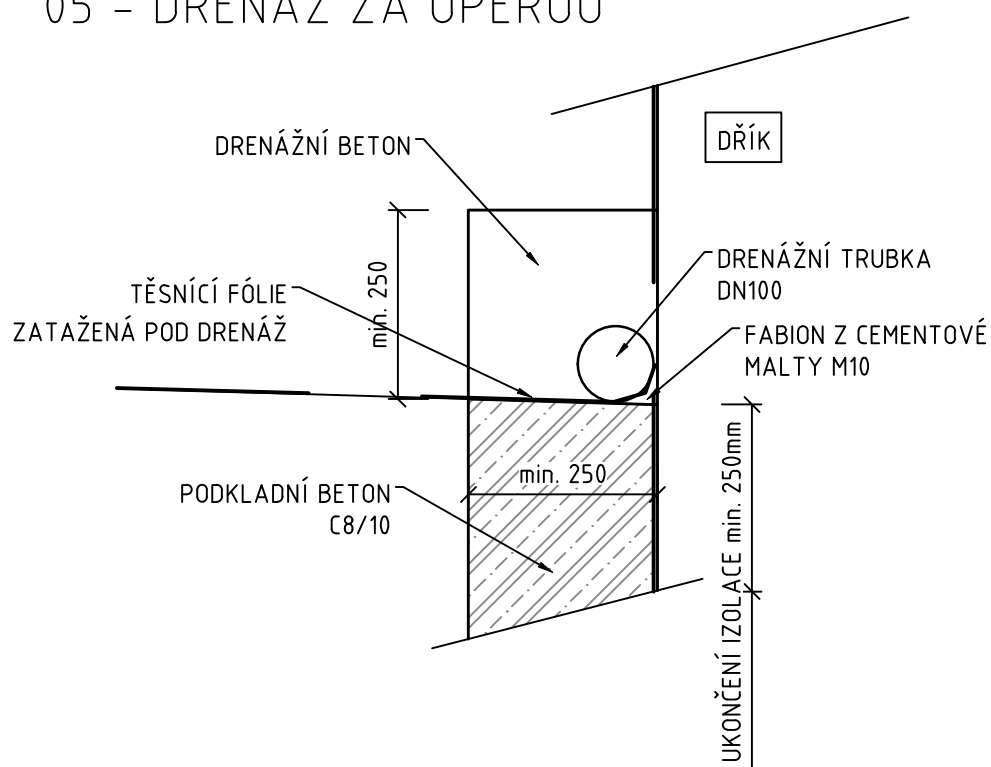 05 - DRENÁŽ ZA OPĚROU
DŘÍK
DRENÁŽNÍ BETON
DRENÁŽNÍ TRUBKA
DN100
min. 250
TĚSNÍCÍ FÓLIE
ZATAŽENÁ POD DRENÁŽ
FABION Z CEMENTOVÉ
MALTY M10
min. 250
PODKLADNÍ BETON
C8/10
UKONČENÍ IZOLACE min. 250mm